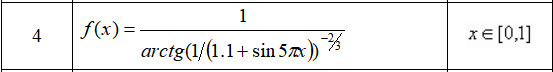 4 f(x) = 1 / arctg(1/(1.1 + sin 5πx))^(-2/3) x ∈ [0,1]